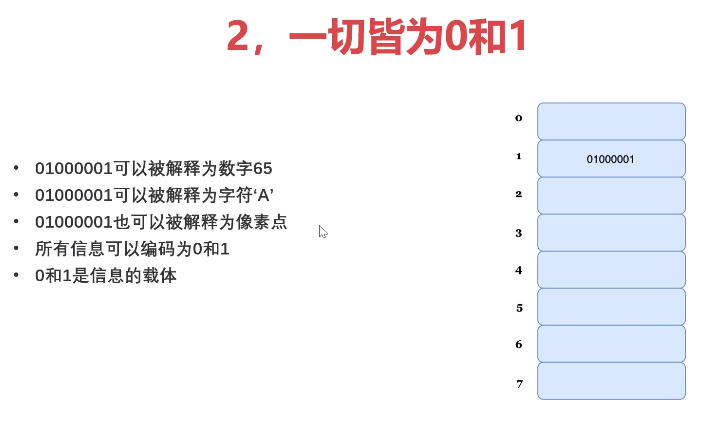 2，一切皆为0和1
• 01000001可以被解释为数字65
• 01000001可以被解释为字符‘A’
• 01000001也可以被解释为像素点
• 所有信息可以编码为0和1
• 0和1是信息的载体
0
1 01000001
2
3
4
5
6
7